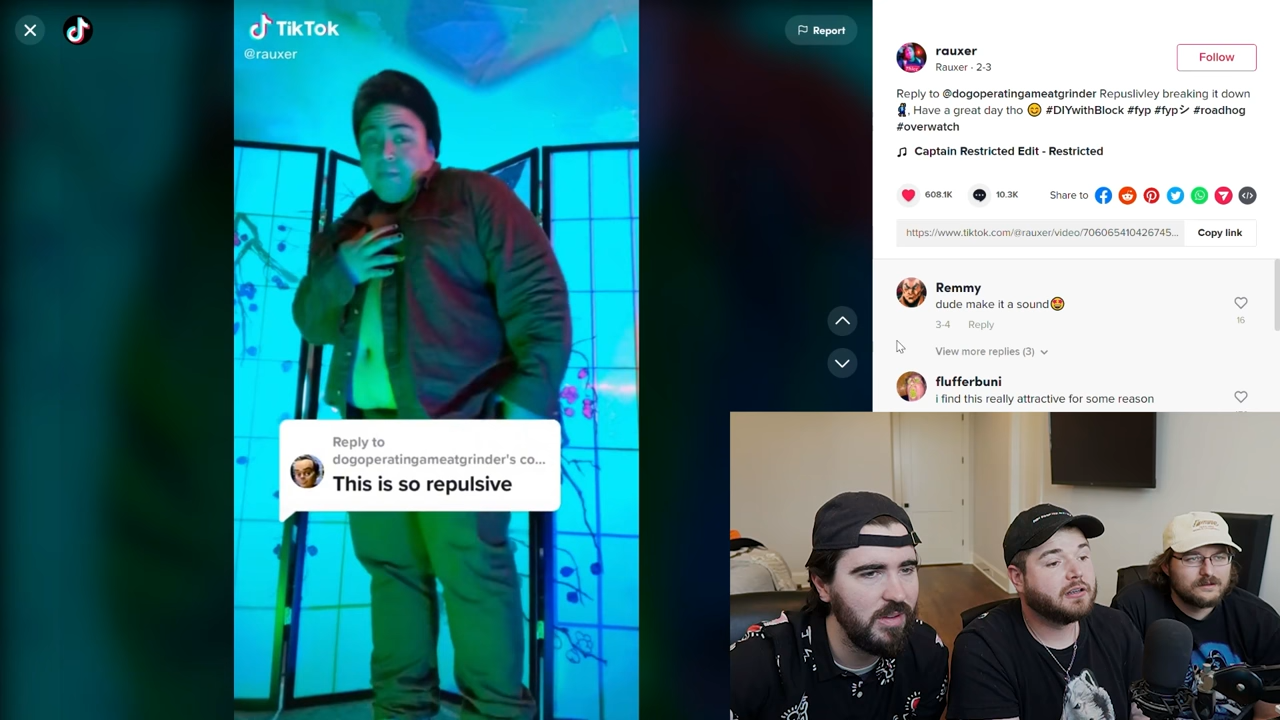 TikTok
@rauxer
Report
Reply to
dogoperatingameatgrinder's co...
This is so repulsive
rauxer
Rauxer · 2-3
Follow
Reply to @dogoperatingameatgrinder Repuslivley breaking it down
, Have a great day tho 😊 #DIYwithBlock #fyp #fypシ #roadhog
#overwatch
Captain Restricted Edit - Restricted
608.1K
10.3K
Share to
https://www.tiktok.com/@rauxer/video/706065410426745...
Copy link
Remmy
dude make it a sound🤩
3-4 Reply
16
View more replies (3)
flufferbuni
i find this really attractive for some reason